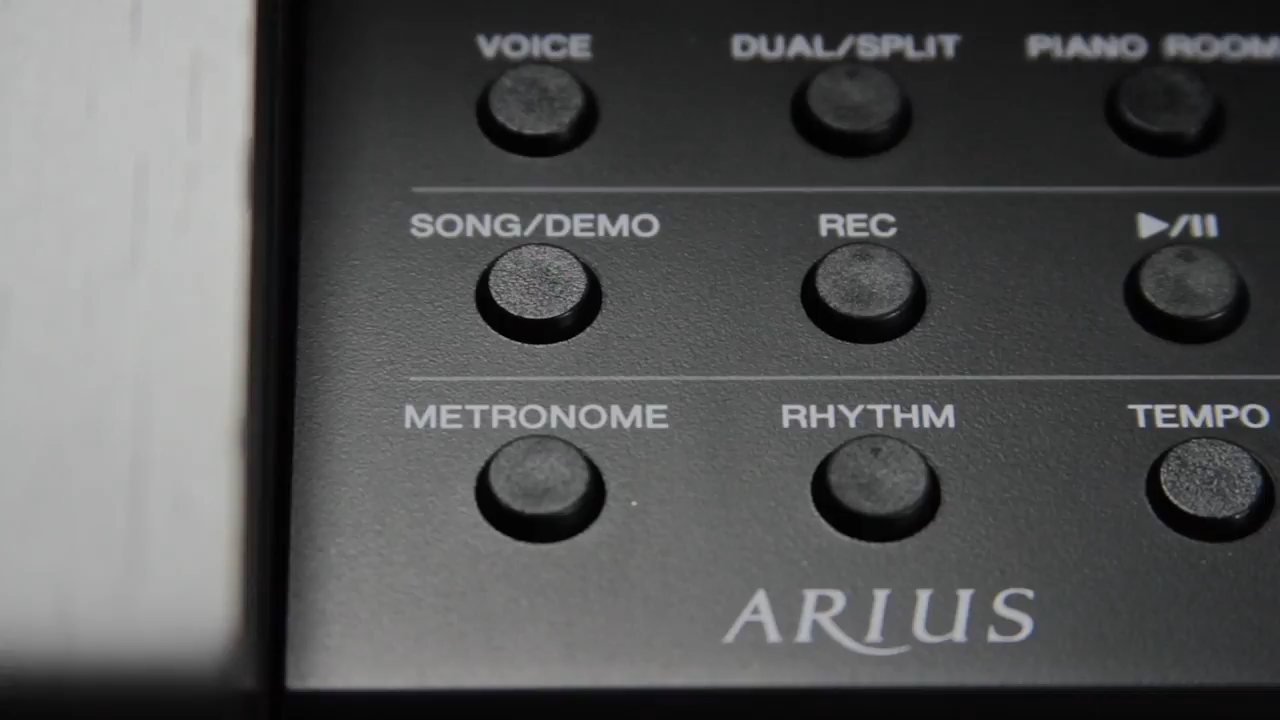 VOICE DUAL/SPLIT PIANO ROOM
SONG/DEMO REC ▶/II
METRONOME RHYTHM TEMPO
ARIUS